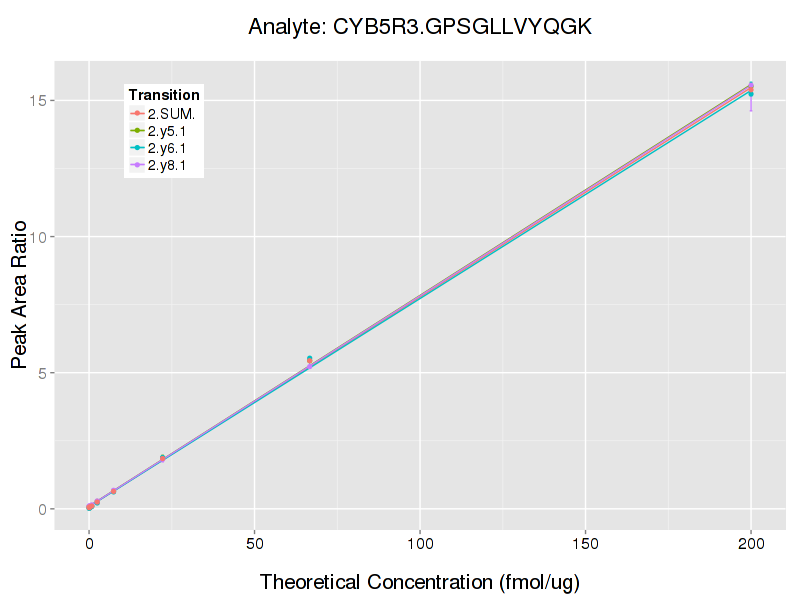 Analyte: CYB5R3.GPSGLLVYQGK
Transition
2.SUM.
2.y5.1
2.y6.1
2.y8.1
Peak Area Ratio
15
10
5
0
0 50 100 150 200
Theoretical Concentration (fmol/ug)